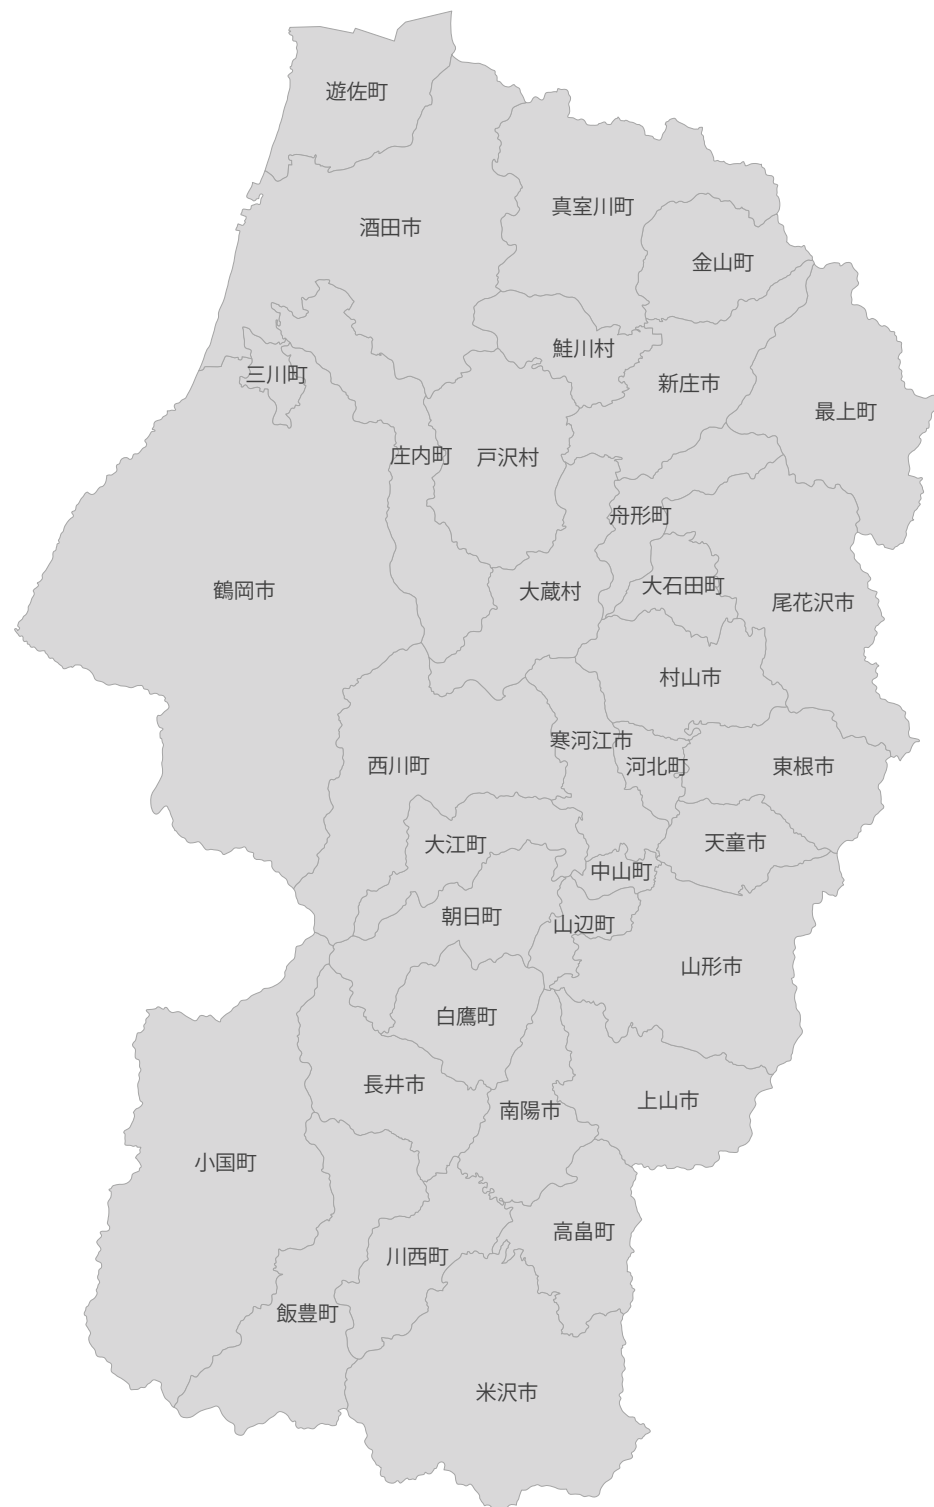 遊佐町
真室川町
酒田市
金山町
鮭川村
三川町
新庄市
最上町
庄内町
戸沢村
舟形町
鶴岡市
大蔵村
大石田町
尾花沢市
村山市
寒河江市
西川町
河北町
東根市
大江町
天童市
中山町
朝日町
山辺町
山形市
白鷹町
長井市
南陽市
上山市
小国町
高畠町
川西町
飯豊町
米沢市